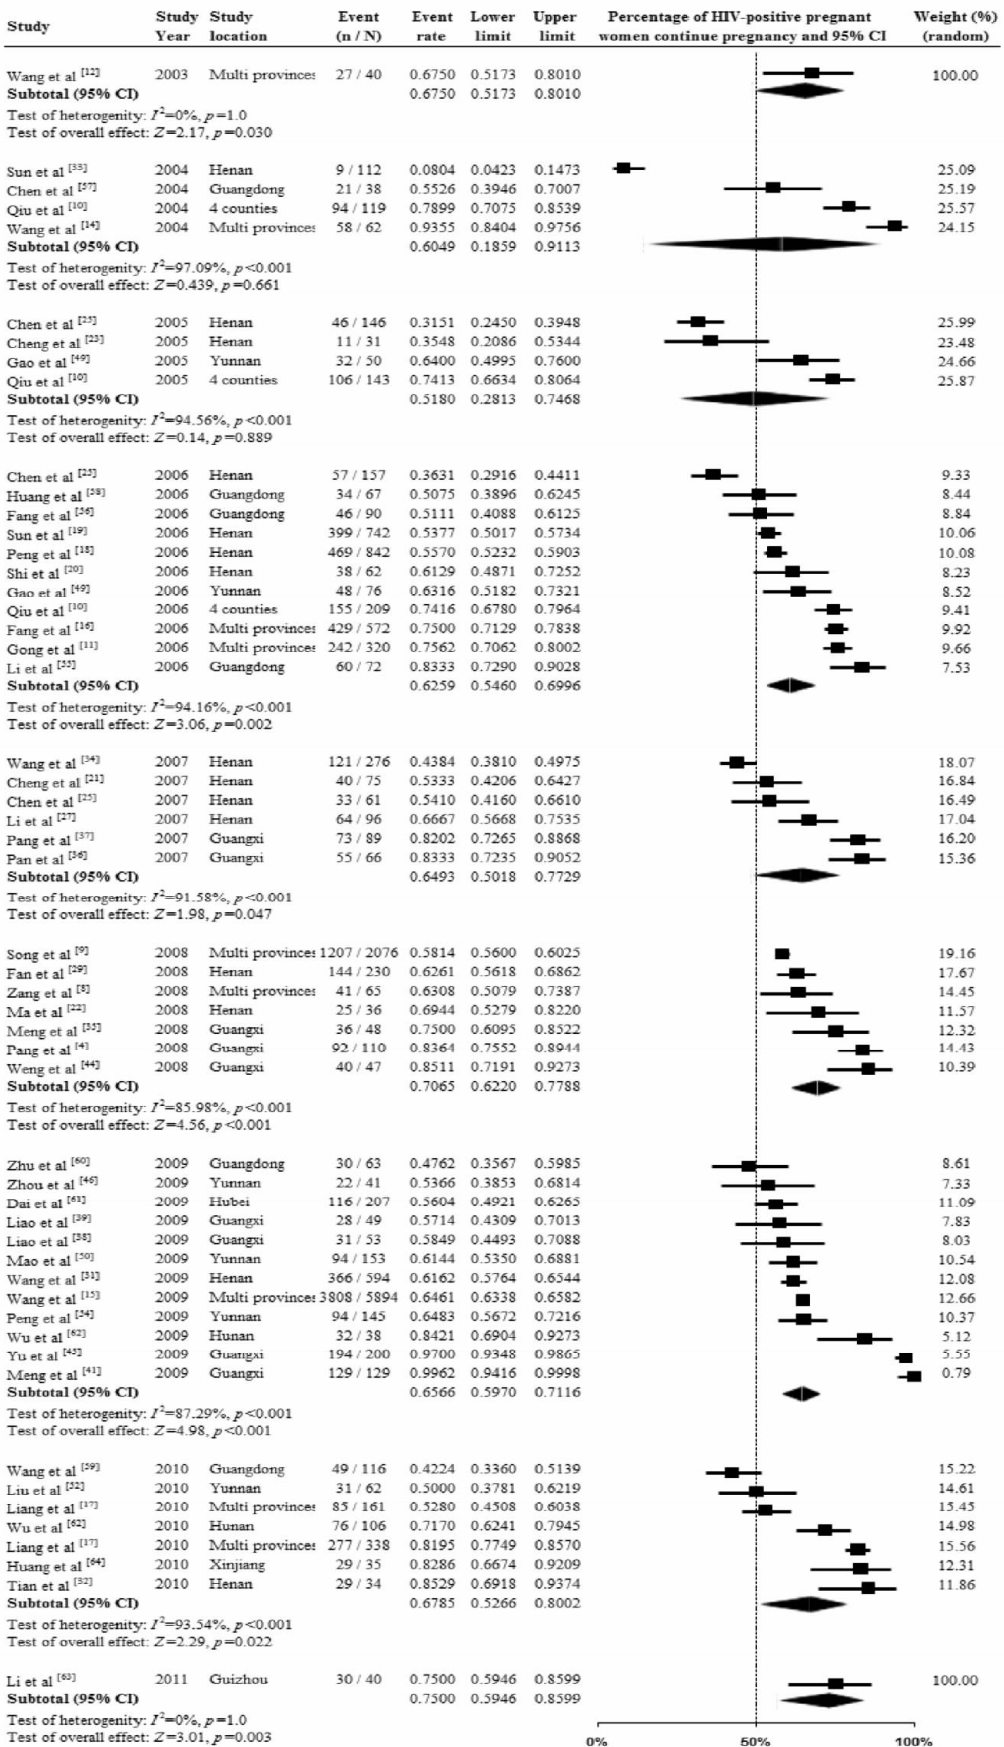 Study Study Study Event Event Lower Upper Percentage of HIV-positive pregnant Weight (%)
Year location (n / N) rate limit limit women continue pregnancy and 95% CI (random)
Wang et al [12] 2003 Multi provinces 27 / 40 0.6750 0.5173 0.8010 100.00
Subtotal (95% CI) 0.6750 0.5173 0.8010
Test of heterogenity: I²=0%, p=1.0
Test of overall effect: Z=2.17, p=0.030
Sun et al [33] 2004 Henan 9 / 112 0.0804 0.0423 0.1473 25.09
Chen et al [57] 2004 Guangdong 21 / 38 0.5526 0.3946 0.7007 25.19
Qiu et al [10] 2004 4 counties 94 / 119 0.7899 0.7075 0.8539 25.57
Wang et al [14] 2004 Multi provinces 58 / 62 0.9355 0.8404 0.9756 24.15
Subtotal (95% CI) 0.6049 0.1859 0.9113
Test of heterogenity: I²=97.09%, p<0.001
Test of overall effect: Z=0.439, p=0.661
Chen et al [25] 2005 Henan 46 / 146 0.3151 0.2450 0.3948 25.99
Cheng et al [23] 2005 Henan 11 / 31 0.3548 0.2086 0.5344 23.48
Gao et al [49] 2005 Yunnan 32 / 50 0.6400 0.4995 0.7600 24.66
Qiu et al [10] 2005 4 counties 106 / 143 0.7413 0.6634 0.8064 25.87
Subtotal (95% CI) 0.5180 0.2813 0.7468
Test of heterogenity: I²=94.56%, p<0.001
Test of overall effect: Z=0.14, p=0.889
Chen et al [25] 2006 Henan 57 / 157 0.3631 0.2916 0.4411 9.33
Huang et al [58] 2006 Guangdong 34 / 67 0.5075 0.3896 0.6245 8.44
Fang et al [56] 2006 Guangdong 46 / 90 0.5111 0.4088 0.6125 8.84
Sun et al [19] 2006 Henan 399 / 742 0.5377 0.5017 0.5734 10.06
Peng et al [18] 2006 Henan 469 / 842 0.5570 0.5232 0.5903 10.08
Shi et al [20] 2006 Henan 38 / 62 0.6129 0.4871 0.7252 8.23
Gao et al [49] 2006 Yunnan 48 / 76 0.6316 0.5182 0.7321 8.52
Qiu et al [10] 2006 4 counties 155 / 209 0.7416 0.6780 0.7964 9.41
Fang et al [16] 2006 Multi provinces 429 / 572 0.7500 0.7129 0.7838 9.92
Gong et al [11] 2006 Multi provinces 242 / 320 0.7562 0.7062 0.8002 9.66
Li et al [55] 2006 Guangdong 60 / 72 0.8333 0.7290 0.9028 7.53
Subtotal (95% CI) 0.6259 0.5460 0.6996
Test of heterogenity: I²=94.16%, p<0.001
Test of overall effect: Z=3.06, p=0.002
Wang et al [34] 2007 Henan 121 / 276 0.4384 0.3810 0.4975 18.07
Cheng et al [21] 2007 Henan 40 / 75 0.5333 0.4206 0.6427 16.84
Chen et al [25] 2007 Henan 33 / 61 0.5410 0.4160 0.6610 16.49
Li et al [27] 2007 Henan 64 / 96 0.6667 0.5668 0.7535 17.04
Pang et al [37] 2007 Guangxi 73 / 89 0.8202 0.7265 0.8868 16.20
Pan et al [36] 2007 Guangxi 55 / 66 0.8333 0.7235 0.9052 15.36
Subtotal (95% CI) 0.6493 0.5018 0.7729
Test of heterogenity: I²=91.58%, p<0.001
Test of overall effect: Z=1.98, p=0.047
Song et al [9] 2008 Multi provinces 1207 / 2076 0.5814 0.5600 0.6025 19.16
Fan et al [29] 2008 Henan 144 / 230 0.6261 0.5618 0.6862 17.67
Zang et al [8] 2008 Multi provinces 41 / 65 0.6308 0.5079 0.7387 14.45
Ma et al [22] 2008 Henan 25 / 36 0.6944 0.5279 0.8220 11.57
Meng et al [35] 2008 Guangxi 36 / 48 0.7500 0.6095 0.8522 12.32
Pang et al [4] 2008 Guangxi 92 / 110 0.8364 0.7552 0.8944 14.43
Weng et al [44] 2008 Guangxi 40 / 47 0.8511 0.7191 0.9273 10.39
Subtotal (95% CI) 0.7065 0.6220 0.7788
Test of heterogenity: I²=85.98%, p<0.001
Test of overall effect: Z=4.56, p<0.001
Zhu et al [60] 2009 Guangdong 30 / 63 0.4762 0.3567 0.5985 8.61
Zhou et al [46] 2009 Yunnan 22 / 41 0.5366 0.3853 0.6814 7.33
Dai et al [61] 2009 Hubei 116 / 207 0.5604 0.4921 0.6265 11.09
Liao et al [39] 2009 Guangxi 28 / 49 0.5714 0.4309 0.7013 7.83
Liao et al [38] 2009 Guangxi 31 / 53 0.5849 0.4493 0.7088 8.03
Mao et al [50] 2009 Yunnan 94 / 153 0.6144 0.5350 0.6881 10.54
Wang et al [31] 2009 Henan 366 / 594 0.6162 0.5764 0.6544 12.08
Wang et al [15] 2009 Multi provinces 3808 / 5894 0.6461 0.6338 0.6582 12.66
Peng et al [54] 2009 Yunnan 94 / 145 0.6483 0.5672 0.7216 10.37
Wu et al [62] 2009 Hunan 32 / 38 0.8421 0.6904 0.9273 5.12
Yu et al [45] 2009 Guangxi 194 / 200 0.9700 0.9348 0.9865 5.55
Meng et al [41] 2009 Guangxi 129 / 129 0.9962 0.9416 0.9998 0.79
Subtotal (95% CI) 0.6566 0.5970 0.7116
Test of heterogenity: I²=87.29%, p<0.001
Test of overall effect: Z=4.98, p<0.001
Wang et al [59] 2010 Guangdong 49 / 116 0.4224 0.3360 0.5139 15.22
Liu et al [52] 2010 Yunnan 31 / 62 0.5000 0.3781 0.6219 14.61
Liang et al [17] 2010 Multi provinces 85 / 161 0.5280 0.4508 0.6038 15.45
Wu et al [62] 2010 Hunan 76 / 106 0.7170 0.6241 0.7945 14.98
Liang et al [17] 2010 Multi provinces 277 / 338 0.8195 0.7749 0.8570 15.56
Huang et al [64] 2010 Xinjiang 29 / 35 0.8286 0.6674 0.9209 12.31
Tian et al [32] 2010 Henan 29 / 34 0.8529 0.6918 0.9374 11.86
Subtotal (95% CI) 0.6785 0.5266 0.8002
Test of heterogenity: I²=93.54%, p<0.001
Test of overall effect: Z=2.29, p=0.022
Li et al [63] 2011 Guizhou 30 / 40 0.7500 0.5946 0.8599 100.00
Subtotal (95% CI) 0.7500 0.5946 0.8599
Test of heterogenity: I²=0%, p=1.0
Test of overall effect: Z=3.01, p=0.003
0% 50% 100%